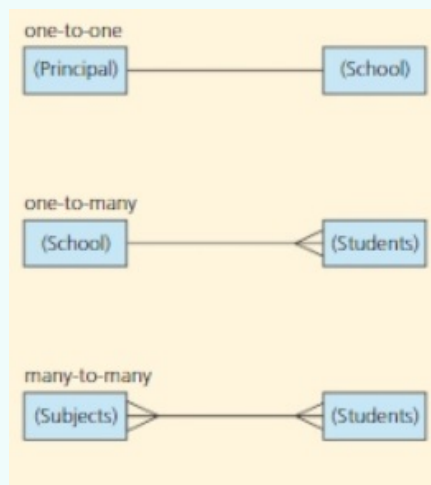 one-to-one
(Principal) (School)
one-to-many
(School) (Students)
many-to-many
(Subjects) (Students)